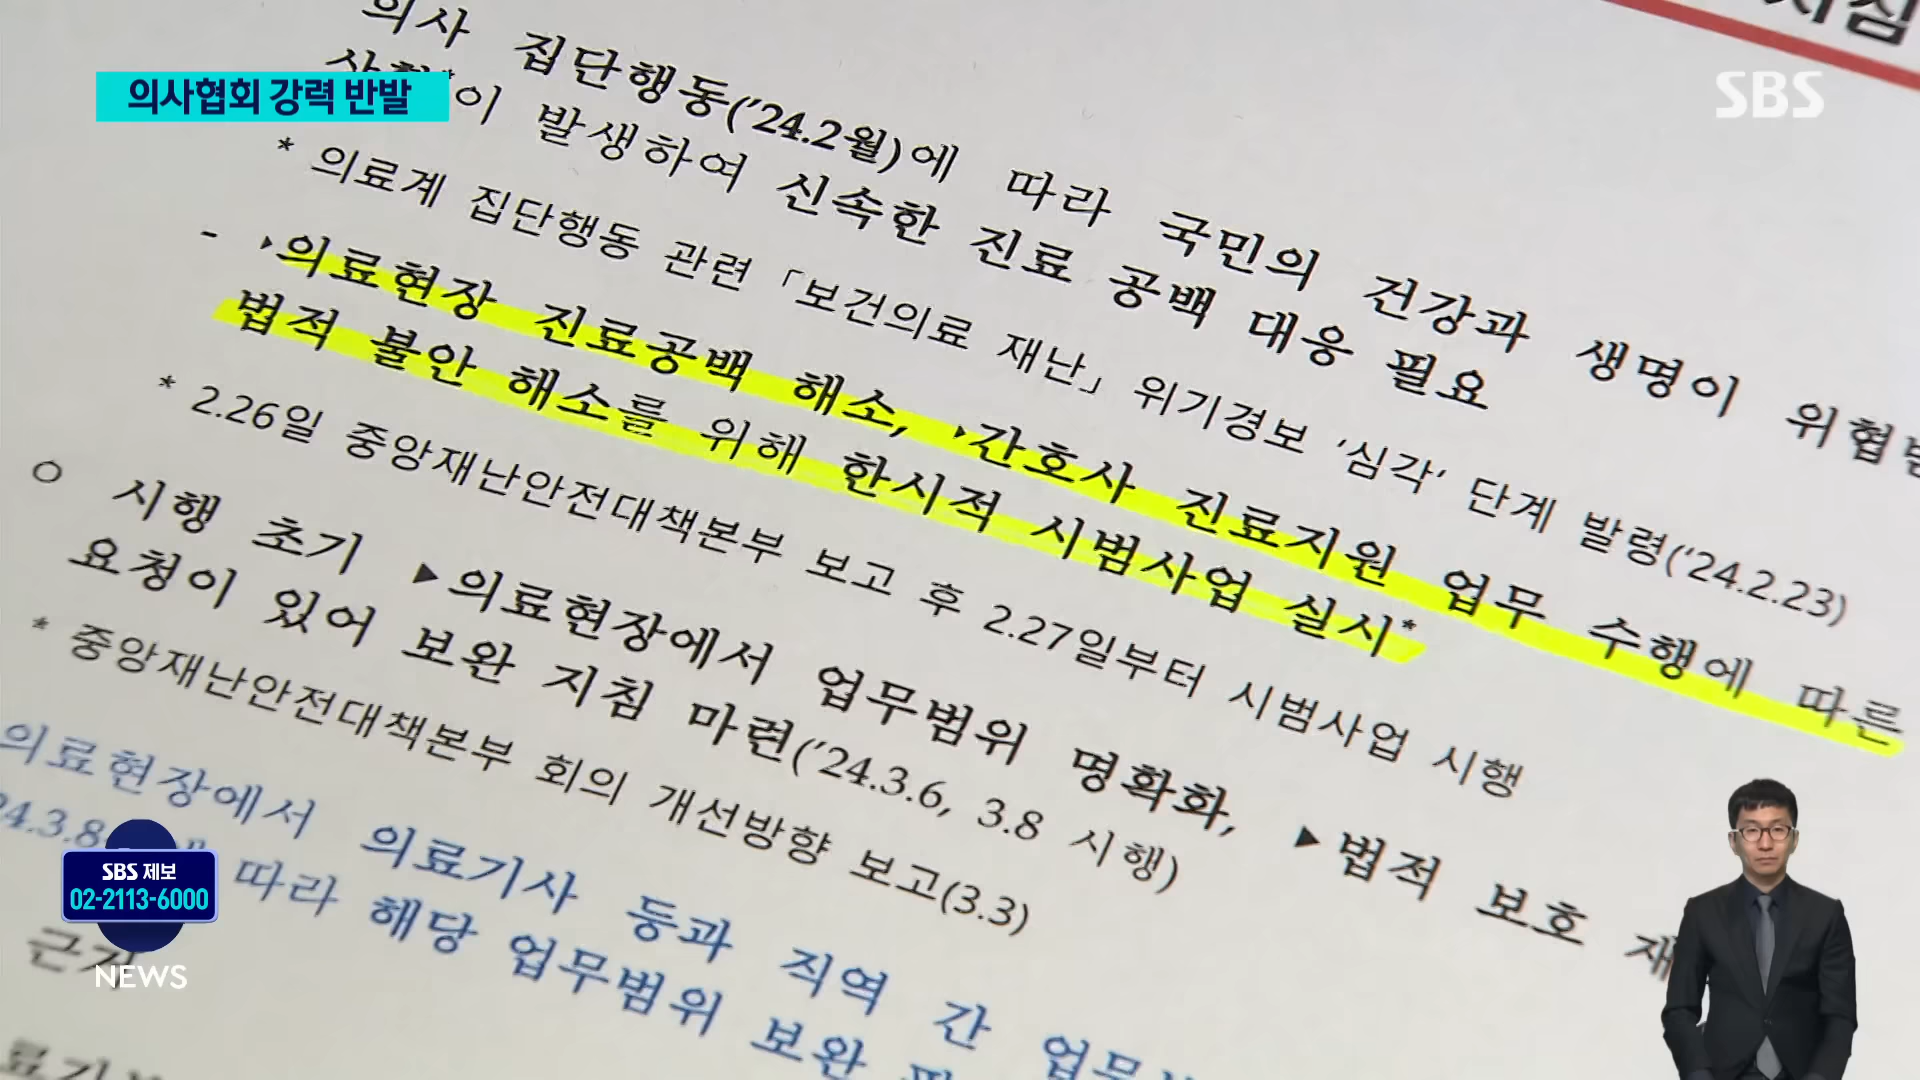 의사협회 강력 반발
SBS
의사 집단행동('24.2월)에 따라 국민의 건강과 생명이
이 발생하여 신속한 진료 공백 대응 필요
* 의료계 집단행동 관련 「보건의료 재난」 위기경보 '심각' 단계 발령('24.2.23)
- ▸의료현장 진료공백 해소, ▸간호사 진료지원 업무 수행에 따른
법적 불안 해소를 위해 한시적 시범사업 실시*
* 2.26일 중앙재난안전대책본부 보고 후 2.27일부터 시범사업 시행
○ 시행 초기 ▶의료현장에서 업무범위 명확화, ▶법적 보호
요청이 있어 보완 지침 마련('24.3.6, 3.8 시행)
* 중앙재난안전대책본부 회의 개선방향 보고(3.3)
의료현장에서 의료기사 등과 직역 간
24.3.8 따라 해당 업무범위 보완
SBS 제보
02-2113-6000
NEWS